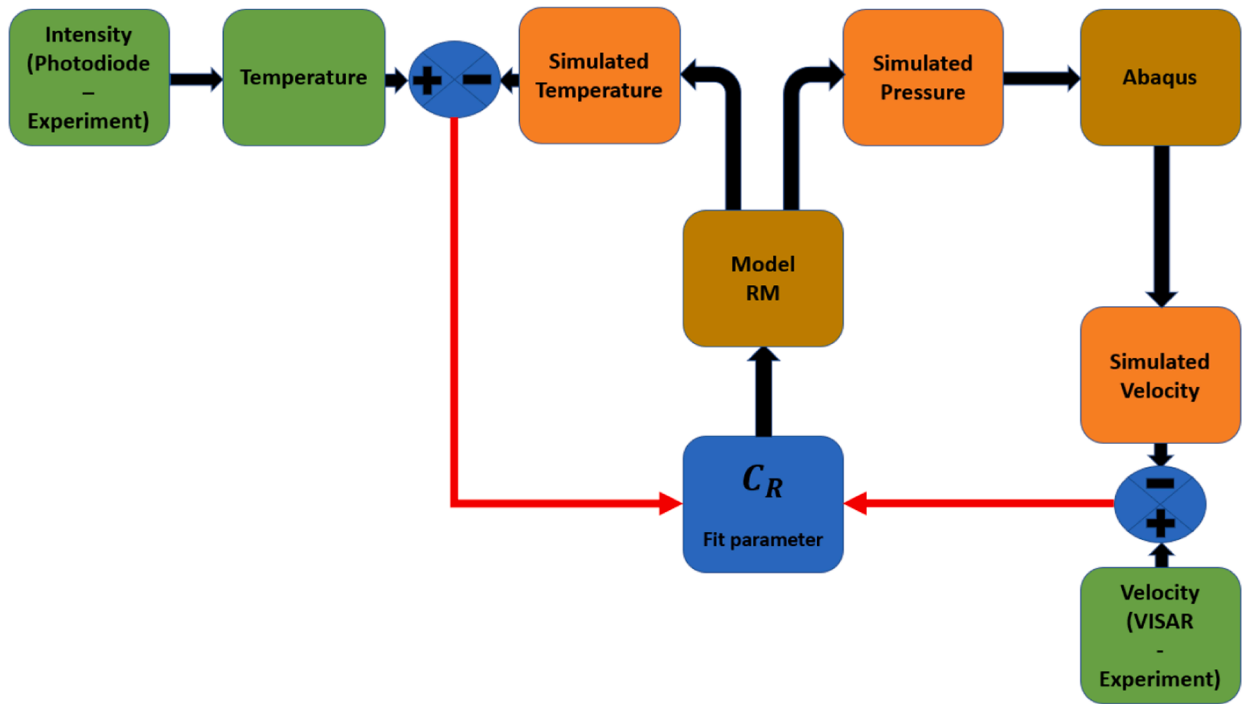 Intensity
(Photodiode
–
Experiment)
Temperature
+
−
Simulated
Temperature
Simulated
Pressure
Abaqus
Model
RM
Simulated
Velocity
C_R
Fit parameter
−
+
Velocity
(VISAR
-
Experiment)